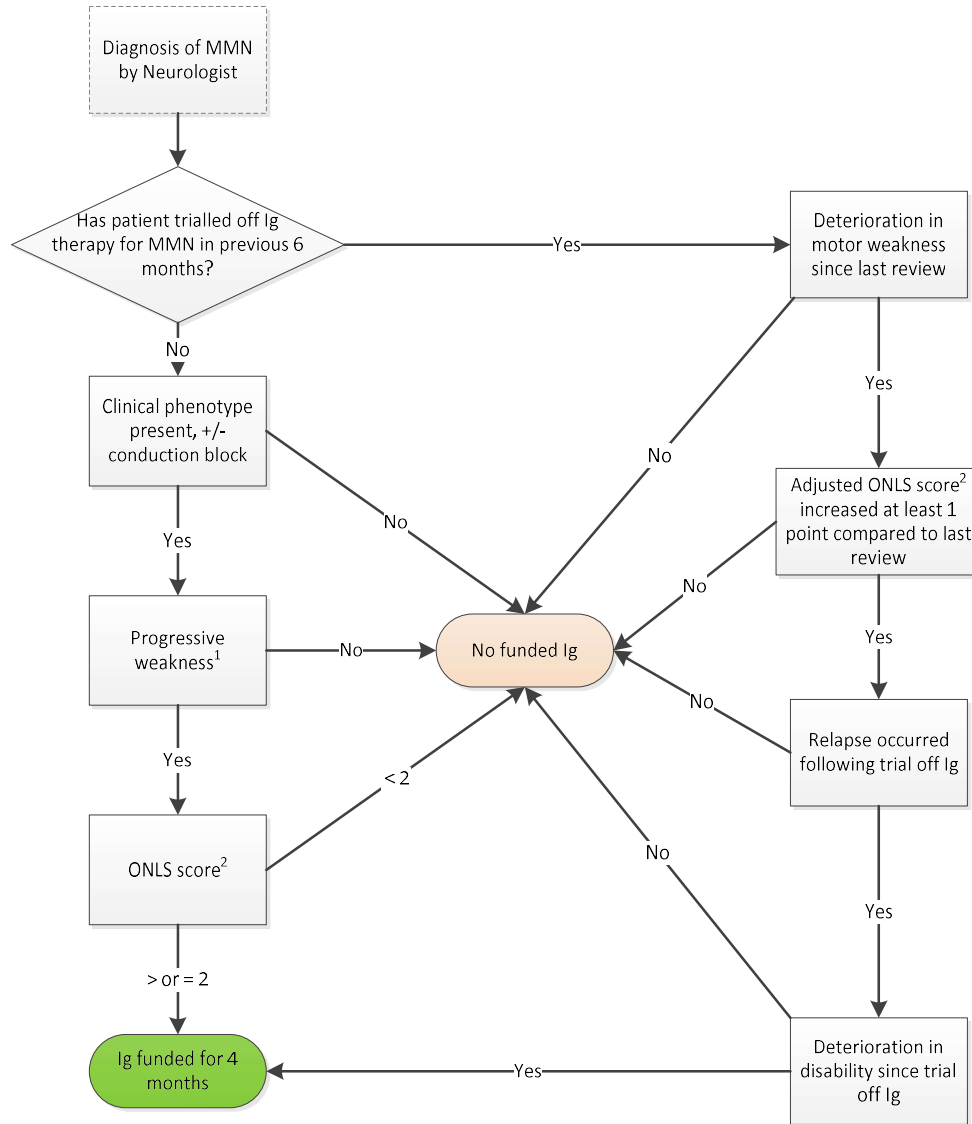 Diagnosis of MMN
by Neurologist
Has patient trialled off Ig
therapy for MMN in previous 6
months?
Yes
Deterioration in
motor weakness
since last review
No
Clinical phenotype
present, +/-
conduction block
Yes
No
No
Adjusted ONLS score²
increased at least 1
point compared to last
review
No
Yes
Progressive
weakness¹
No
No funded Ig
Yes
Yes
No
Relapse occurred
following trial off Ig
< 2
ONLS score²
No
Yes
> or = 2
Ig funded for 4
months
Yes
Deterioration in
disability since trial
off Ig